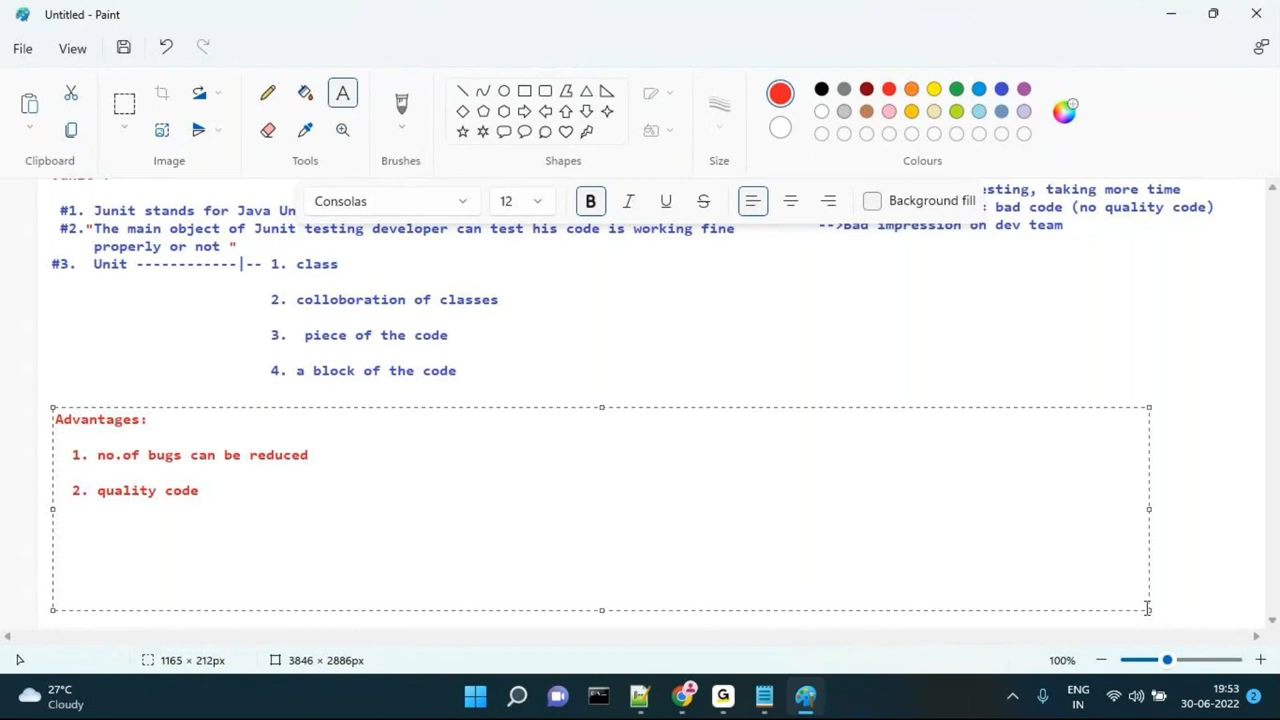 Untitled - Paint
File
View
Clipboard
Image
Tools
Brushes
Shapes
Size
Colours
Consolas
12
B
I
U
S
Background fill
esting, taking more time
bad code (no quality code)
-->Bad impression on dev team
#1. Junit stands for Java Un
#2."The main object of Junit testing developer can test his code is working fine
properly or not "
#3. Unit ------------|-- 1. class
2. colloboration of classes
3. piece of the code
4. a block of the code
Advantages:
1. no.of bugs can be reduced
2. quality code
1165 × 212px
3846 × 2886px
100%
27°C
Cloudy
ENG
IN
19:53
30-06-2022
2